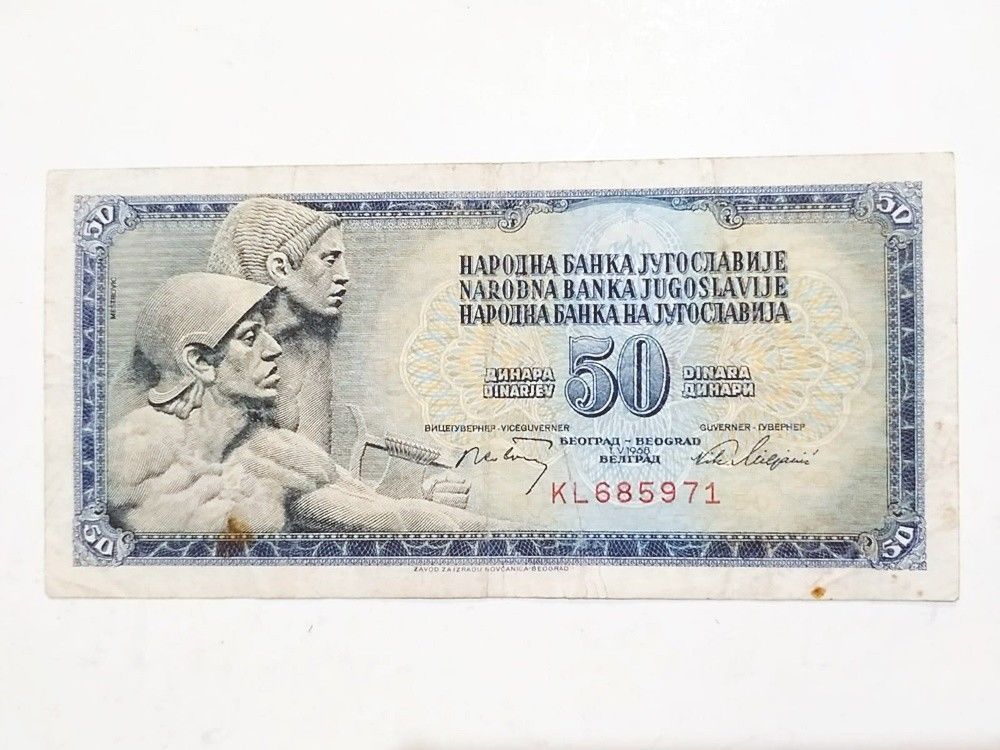 50
50
MEŠTROVIĆ
НАРОДНА БАНКА ЈУГОСЛАВИЈЕ
NARODNA BANKA JUGOSLAVIJE
НАРОДНА БАНКА НА ЈУГОСЛАВИЈА
ДИНАРА 50 DINARA
DINARJEV ДИНАРИ
ВИЦЕГУВЕРНЕР - VICEGUVERNER GUVERNER - ГУВЕРНЕР
БЕОГРАД - BEOGRAD
1.V.1968
БЕЛГРАД
KL685971
50
50
ZAVOD ZA IZRADU NOVČANICA-BEOGRAD